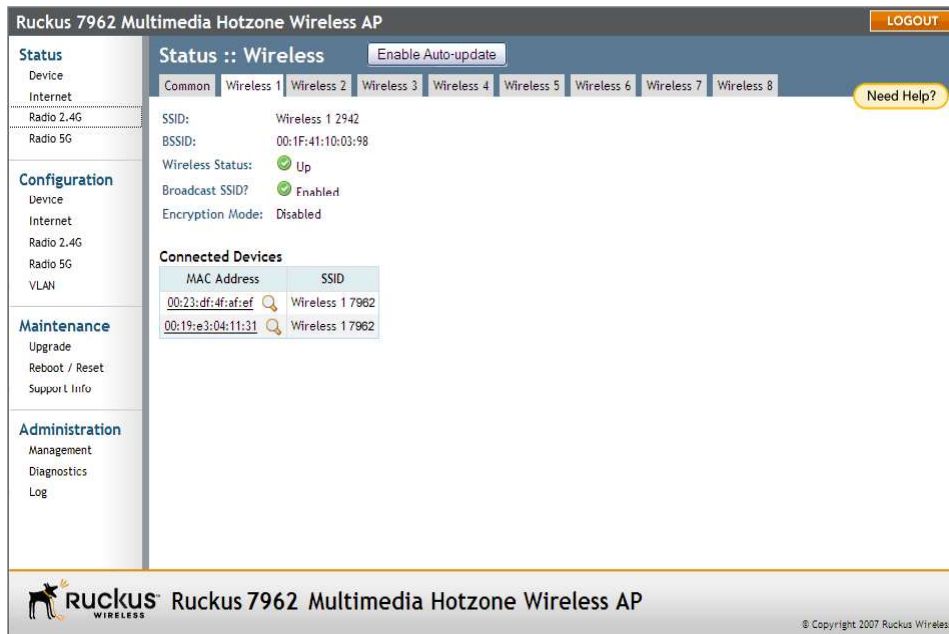 Ruckus 7962 Multimedia Hotzone Wireless AP
LOGOUT
Status
Device
Internet
Radio 2.4G
Radio 5G
Configuration
Device
Internet
Radio 2.4G
Radio 5G
VLAN
Maintenance
Upgrade
Reboot / Reset
Support Info
Administration
Management
Diagnostics
Log
Status :: Wireless
Enable Auto-update
Common Wireless 1 Wireless 2 Wireless 3 Wireless 4 Wireless 5 Wireless 6 Wireless 7 Wireless 8
Need Help?
SSID: Wireless 1 2942
BSSID: 00:1F:41:10:03:98
Wireless Status: Up
Broadcast SSID? Enabled
Encryption Mode: Disabled
Connected Devices
MAC Address SSID
00:23:df:4f:af:ef Wireless 1 7962
00:19:e3:04:11:31 Wireless 1 7962
Ruckus WIRELESS Ruckus 7962 Multimedia Hotzone Wireless AP
© Copyright 2007 Ruckus Wireles